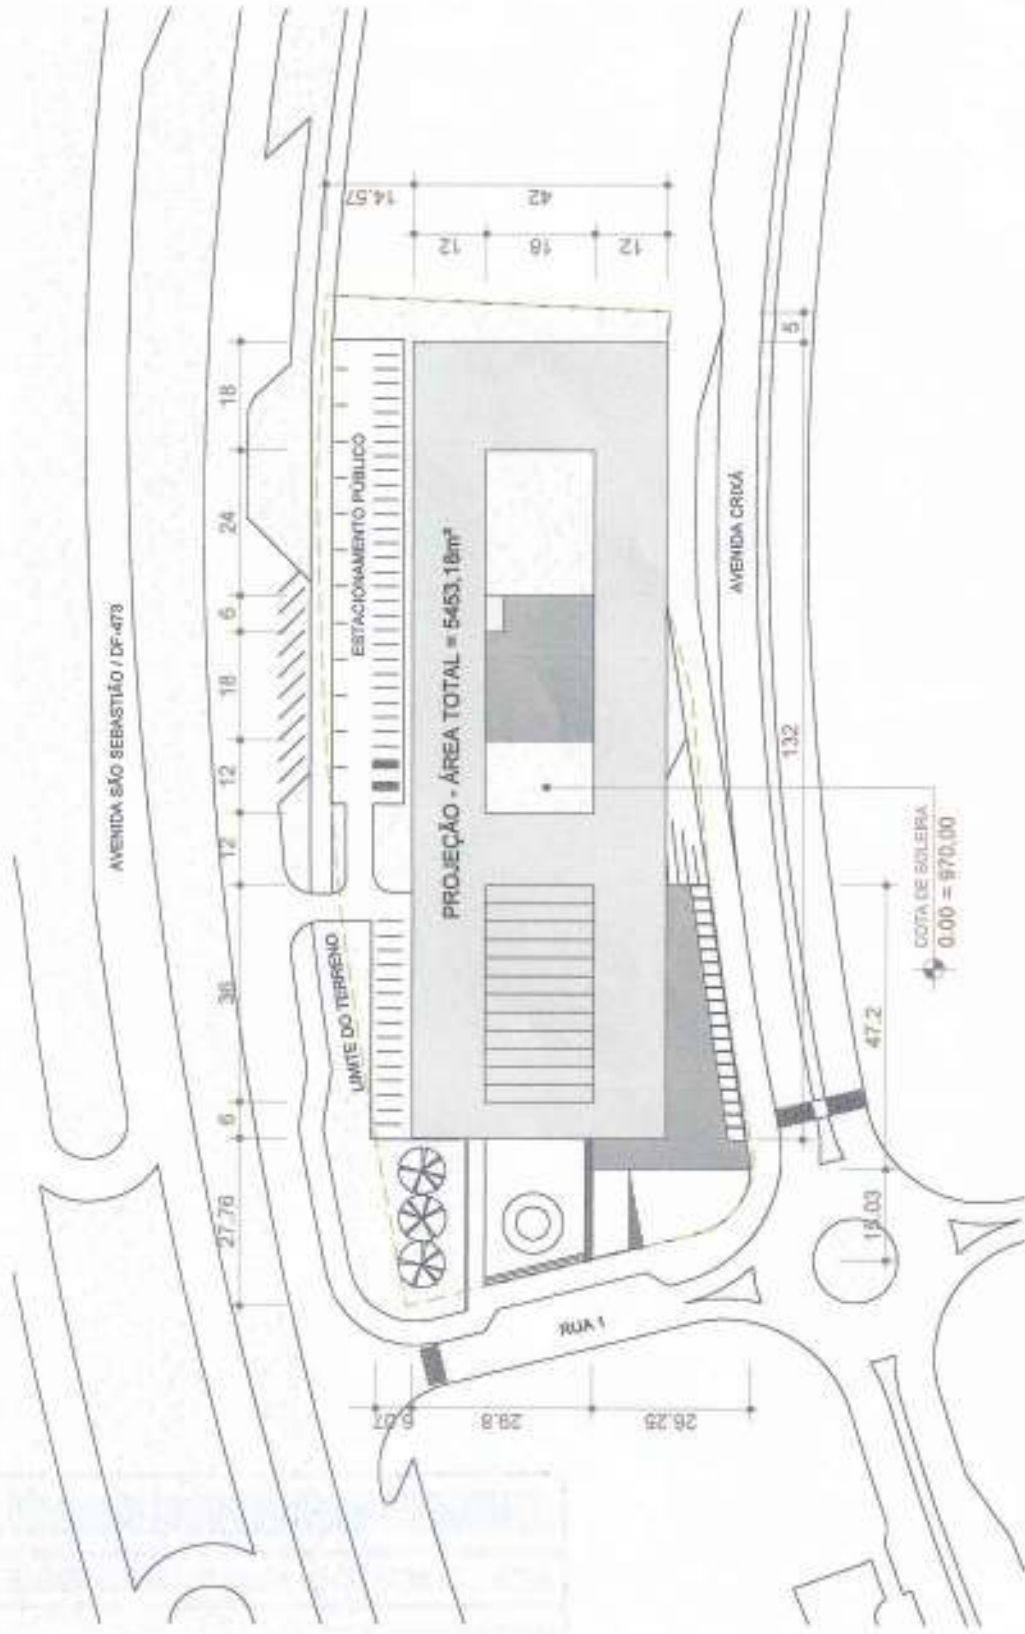 AVENIDA SÃO SEBASTIÃO / DF-473
27.76
6
36
12
12
18
6
24
18
LIMITE DO TERRENO
ESTACIONAMENTO PÚBLICO
14.57
42
12
18
12
PROJEÇÃO - ÁREA TOTAL = 5453,18m²
RUA 1
6.07
29.8
26.25
AVENIDA CRIXÁ
132
5
47.2
15.03
COTA DE SOLEIRA
0.00 = 970,00